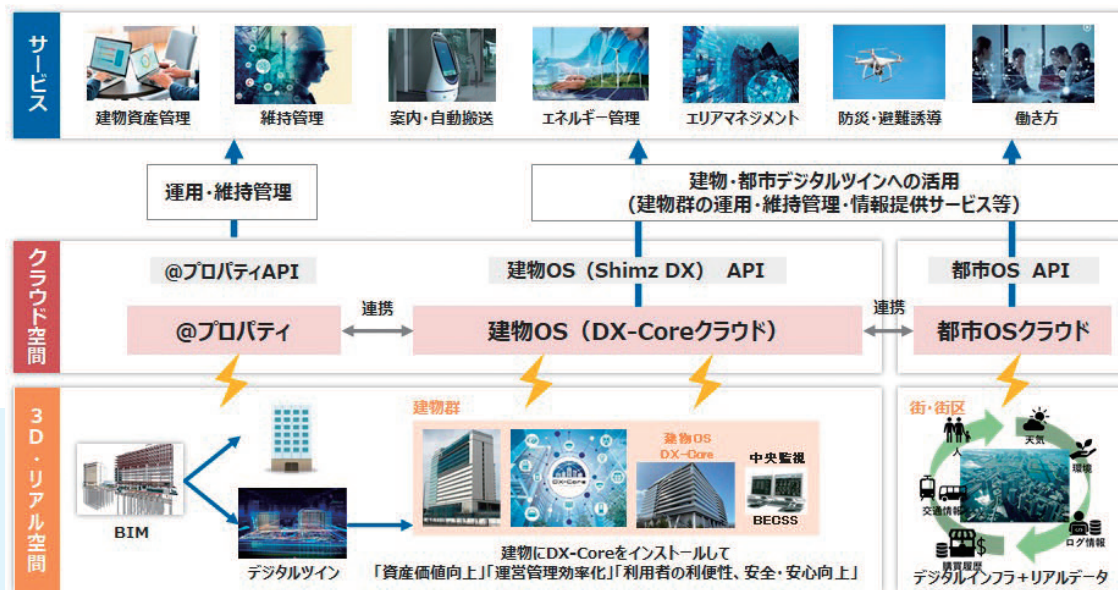 サービス
建物資産管理
維持管理
案内・自動搬送
エネルギー管理
エリアマネジメント
防災・避難誘導
働き方
運用・維持管理
建物・都市デジタルツインへの活用
（建物群の運用・維持管理・情報提供サービス等）
クラウド空間
@プロパティAPI
建物OS（Shimz DX） API
都市OS API
@プロパティ
連携
建物OS（DX-Coreクラウド）
連携
都市OSクラウド
3D・リアル空間
BIM
デジタルツイン
建物群
DX-Core
建物OS
DX-Core
中央監視
BECSS
建物にDX-Coreをインストールして
「資産価値向上」「運営管理効率化」「利用者の利便性、安全・安心向上」
街・街区
人
天気
環境
交通情報
ログ情報
購買履歴
デジタルインフラ＋リアルデータ